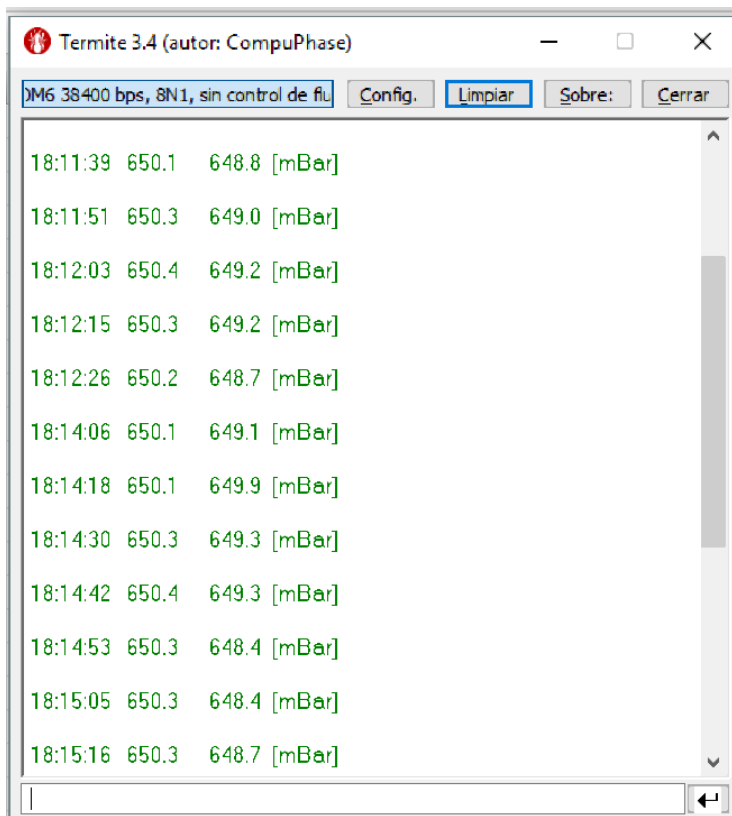 Termite 3.4 (autor: CompuPhase)
OM6 38400 bps, 8N1, sin control de flu Config. Limpiar Sobre: Cerrar
18:11:39 650.1 648.8 [mBar]
18:11:51 650.3 649.0 [mBar]
18:12:03 650.4 649.2 [mBar]
18:12:15 650.3 649.2 [mBar]
18:12:26 650.2 648.7 [mBar]
18:14:06 650.1 649.1 [mBar]
18:14:18 650.1 649.9 [mBar]
18:14:30 650.3 649.3 [mBar]
18:14:42 650.4 649.3 [mBar]
18:14:53 650.3 648.4 [mBar]
18:15:05 650.3 648.4 [mBar]
18:15:16 650.3 648.7 [mBar]